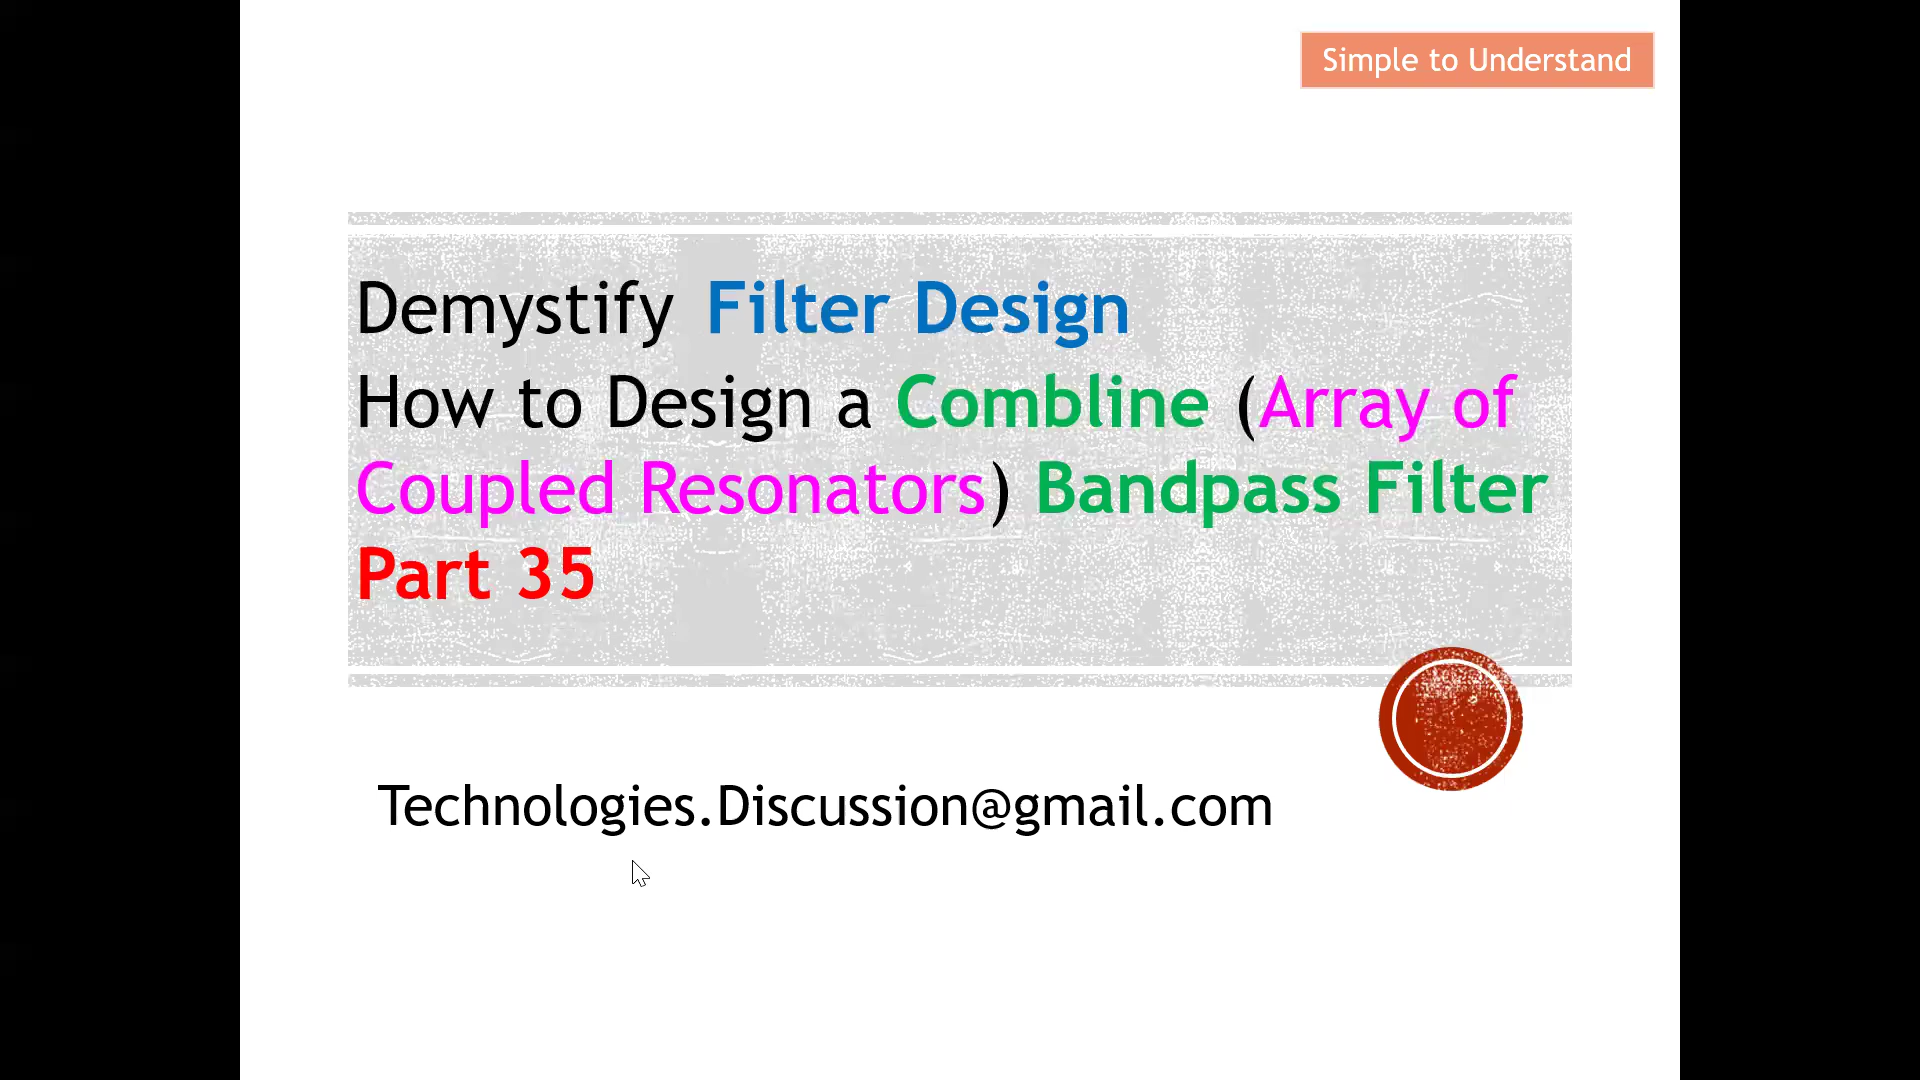 Simple to Understand
Demystify Filter Design
How to Design a Combline (Array of
Coupled Resonators) Bandpass Filter
Part 35
Technologies.Discussion@gmail.com